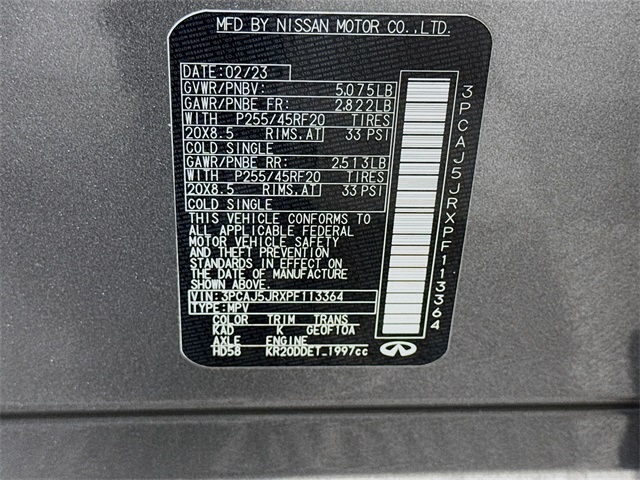 MFD BY NISSAN MOTOR CO.,LTD.
DATE:02/23
GVWR/PNBV: 5,075LB
GAWR/PNBE FR: 2,822LB
WITH P255/45RF20 TIRES
20X8.5 RIMS,AT 33 PSI
COLD SINGLE
GAWR/PNBE RR: 2,513LB
WITH P255/45RF20 TIRES
20X8.5 RIMS,AT 33 PSI
COLD SINGLE
THIS VEHICLE CONFORMS TO
ALL APPLICABLE FEDERAL
MOTOR VEHICLE SAFETY
AND THEFT PREVENTION
STANDARDS IN EFFECT ON
THE DATE OF MANUFACTURE
SHOWN ABOVE.
VIN:3PCAJ5JRXPF113364
TYPE:MPV
COLOR TRIM TRANS
KAD K GE0F10A
AXLE ENGINE
HD58 KR20DDET_1997cc
3PCAJ5JRXPF113364